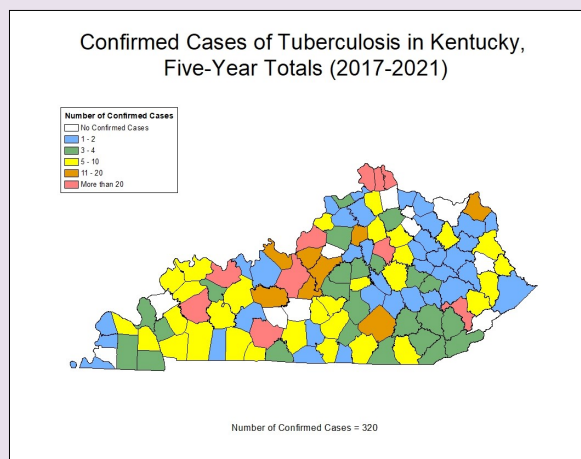 Confirmed Cases of Tuberculosis in Kentucky,
Five-Year Totals (2017-2021)
Number of Confirmed Cases
No Confirmed Cases
1 - 2
3 - 4
5 - 10
11 - 20
More than 20
Number of Confirmed Cases = 320